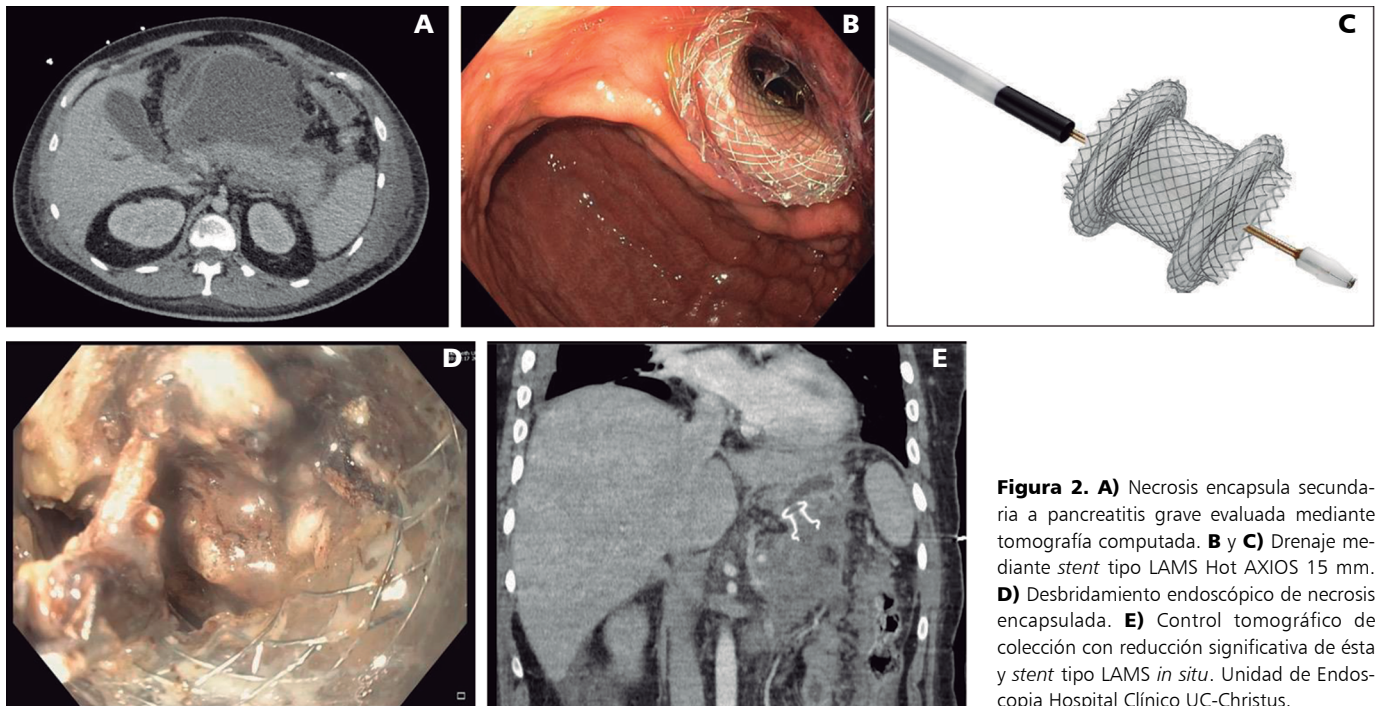 A
B
C
D
E
Figura 2. A) Necrosis encapsula secunda-
ria a pancreatitis grave evaluada mediante
tomografía computada. B y C) Drenaje me-
diante stent tipo LAMS Hot AXIOS 15 mm.
D) Desbridamiento endoscópico de necrosis
encapsulada. E) Control tomográfico de
colección con reducción significativa de ésta
y stent tipo LAMS in situ. Unidad de Endos-
copia Hospital Clínico UC-Christus.